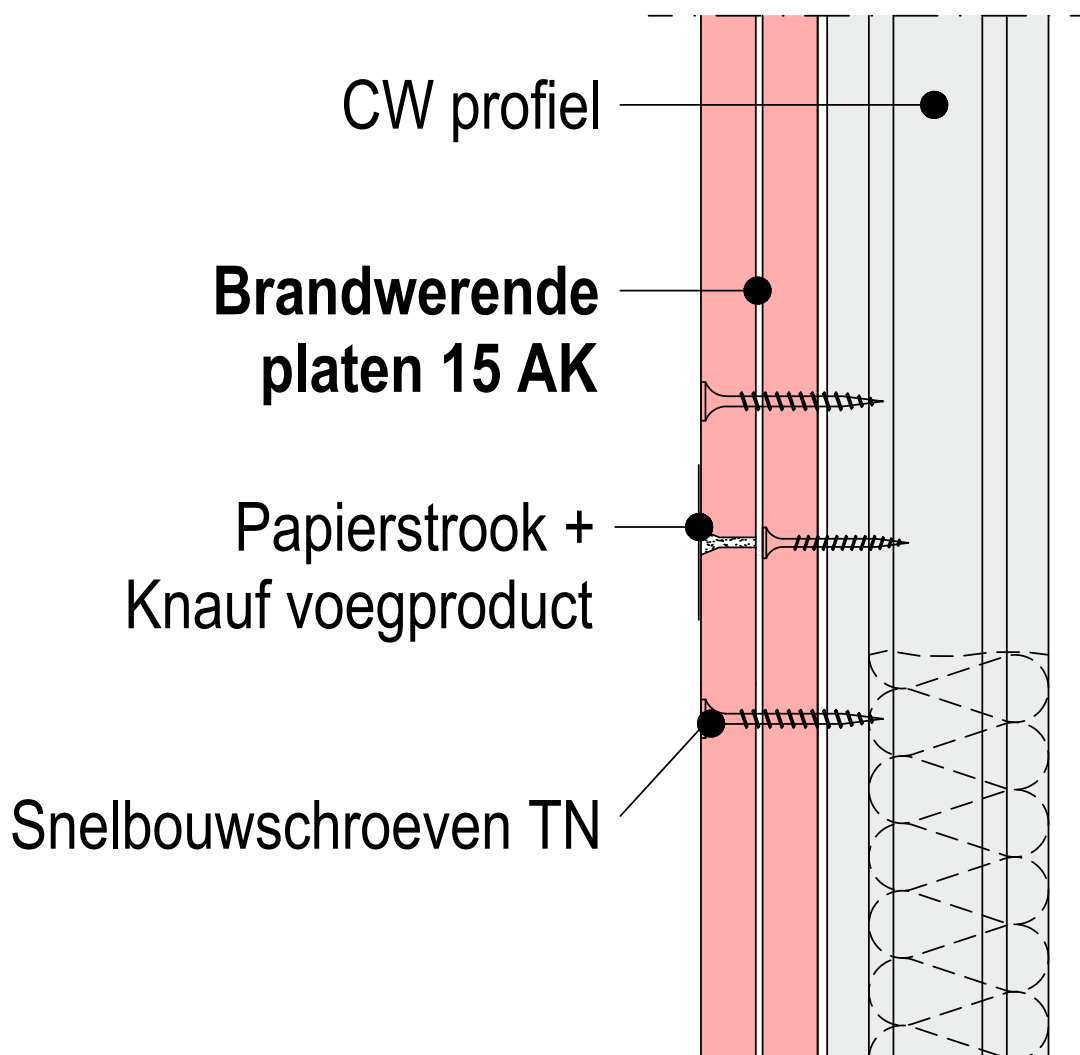 CW profiel
Brandwerende
platen 15 AK
Papierstrook +
Knauf voegproduct
Snelbouwschroeven TN